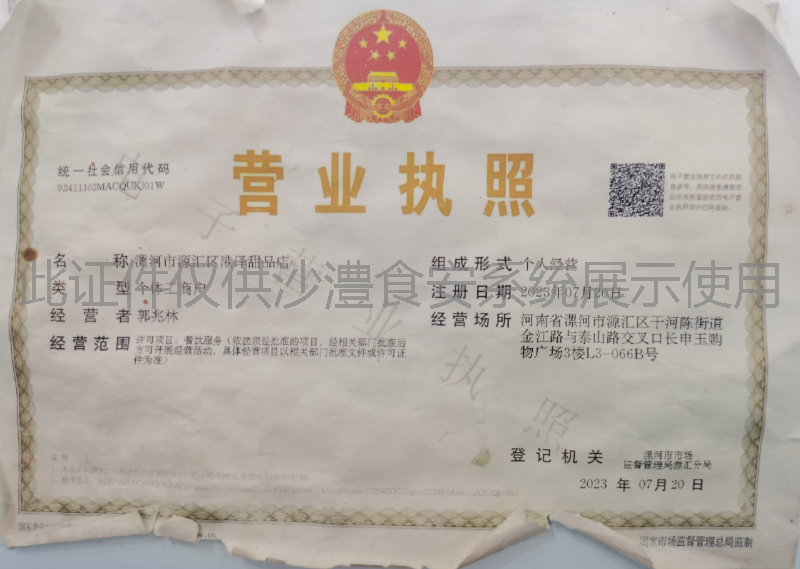 营业执照
统一社会信用代码
名 称 漯河市源汇区浩译甜品店
类 型 个体工商户
经 营 者 郭兆林
经营范围 许可项目：餐饮服务（依法须经批准的项目，经相关部门批准后
方可开展经营活动，具体经营项目以相关部门批准文件或许可证
件为准）
组成形式 个人经营
注册日期 2023年07月20日
经营场所 河南省漯河市源汇区干河陈街道
金江路与泰山路交叉口长申玉购
物广场3楼L3-066B号
此证件仅供沙澧食安系统展示使用
电子营业执照
登记机关 漯河市市场
监督管理局源汇分局
2023 年 07月 20 日
国家市场监督管理总局监制